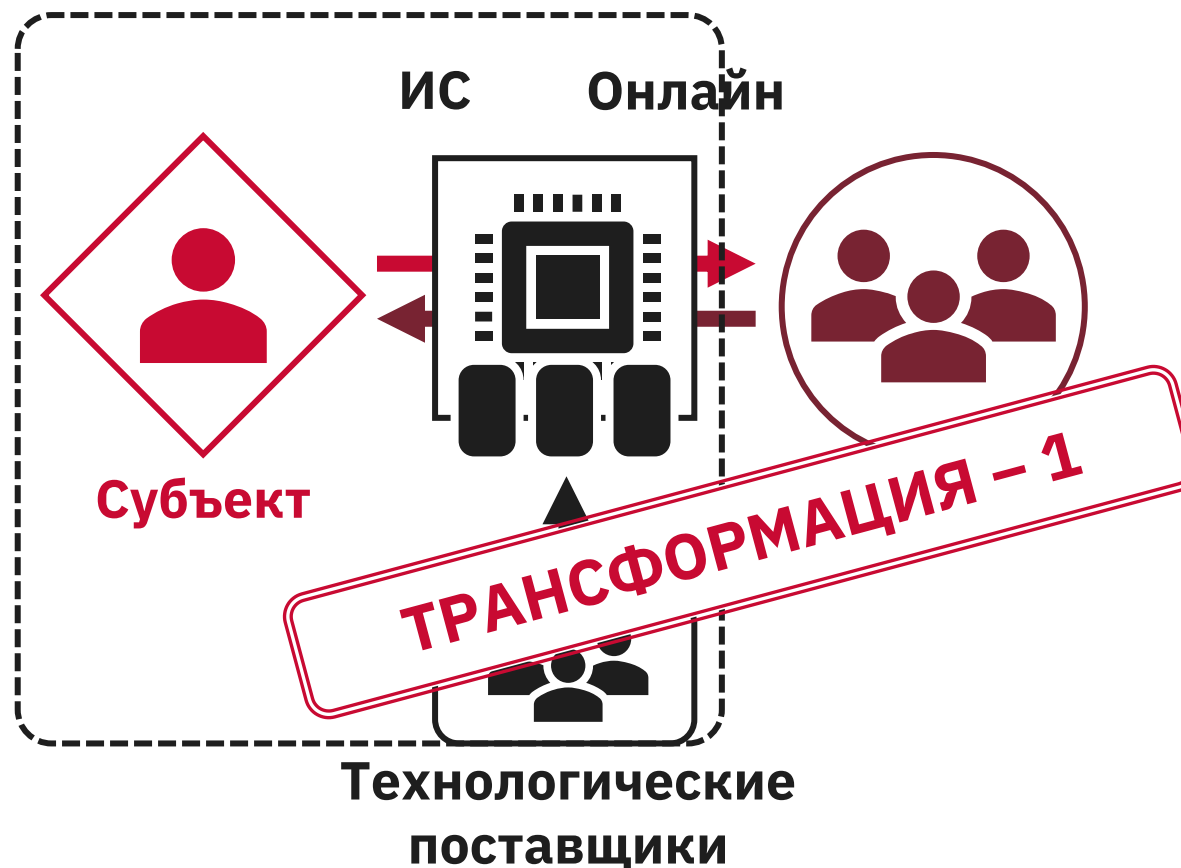 ИС Онлайн
Субъект
ТРАНСФОРМАЦИЯ – 1
Технологические
поставщики